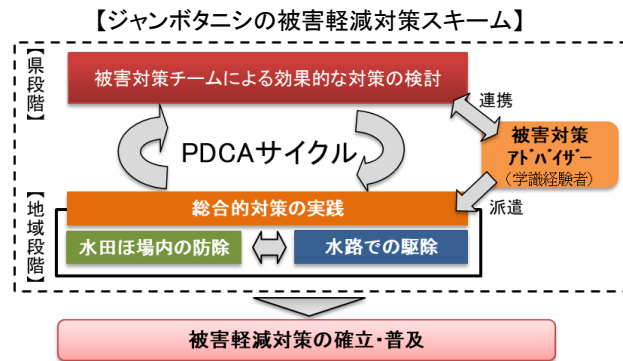 【ジャンボタニシの被害軽減対策スキーム】
【県段階】
被害対策チームによる効果的な対策の検討
連携
被害対策
アドバイザー
（学識経験者）
PDCAサイクル
派遣
【地域段階】
総合的対策の実践
水田ほ場内の防除
水路での駆除
被害軽減対策の確立・普及